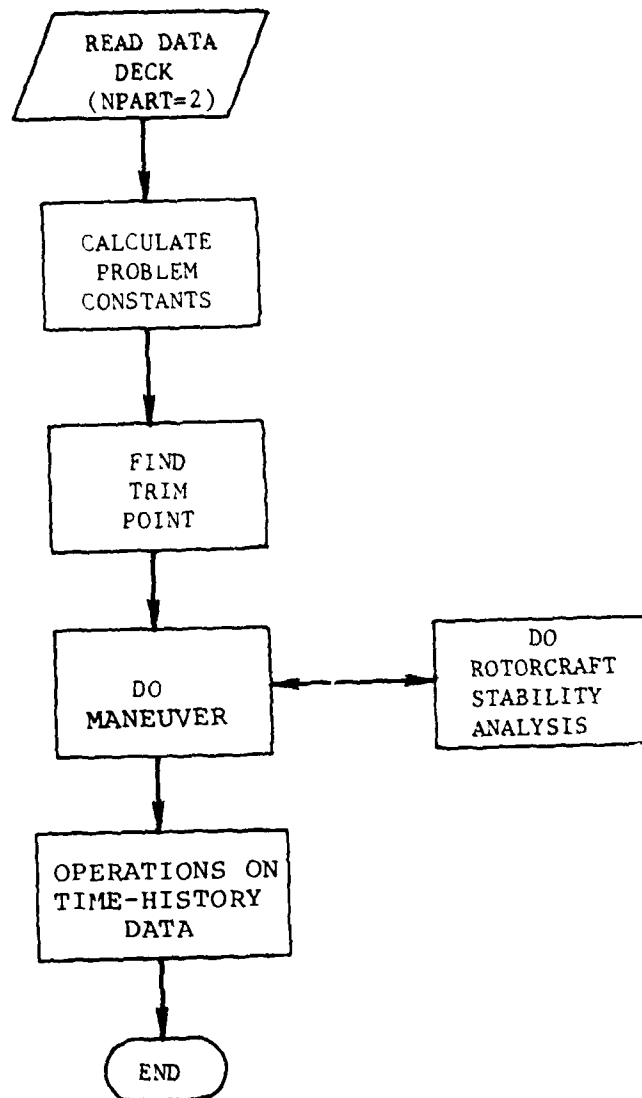 READ DATA
DECK
(NPART=2)
CALCULATE
PROBLEM
CONSTANTS
FIND
TRIM
POINT
DO
MANEUVER
DO
ROTORCRAFT
STABILITY
ANALYSIS
OPERATIONS ON
TIME-HISTORY
DATA
END